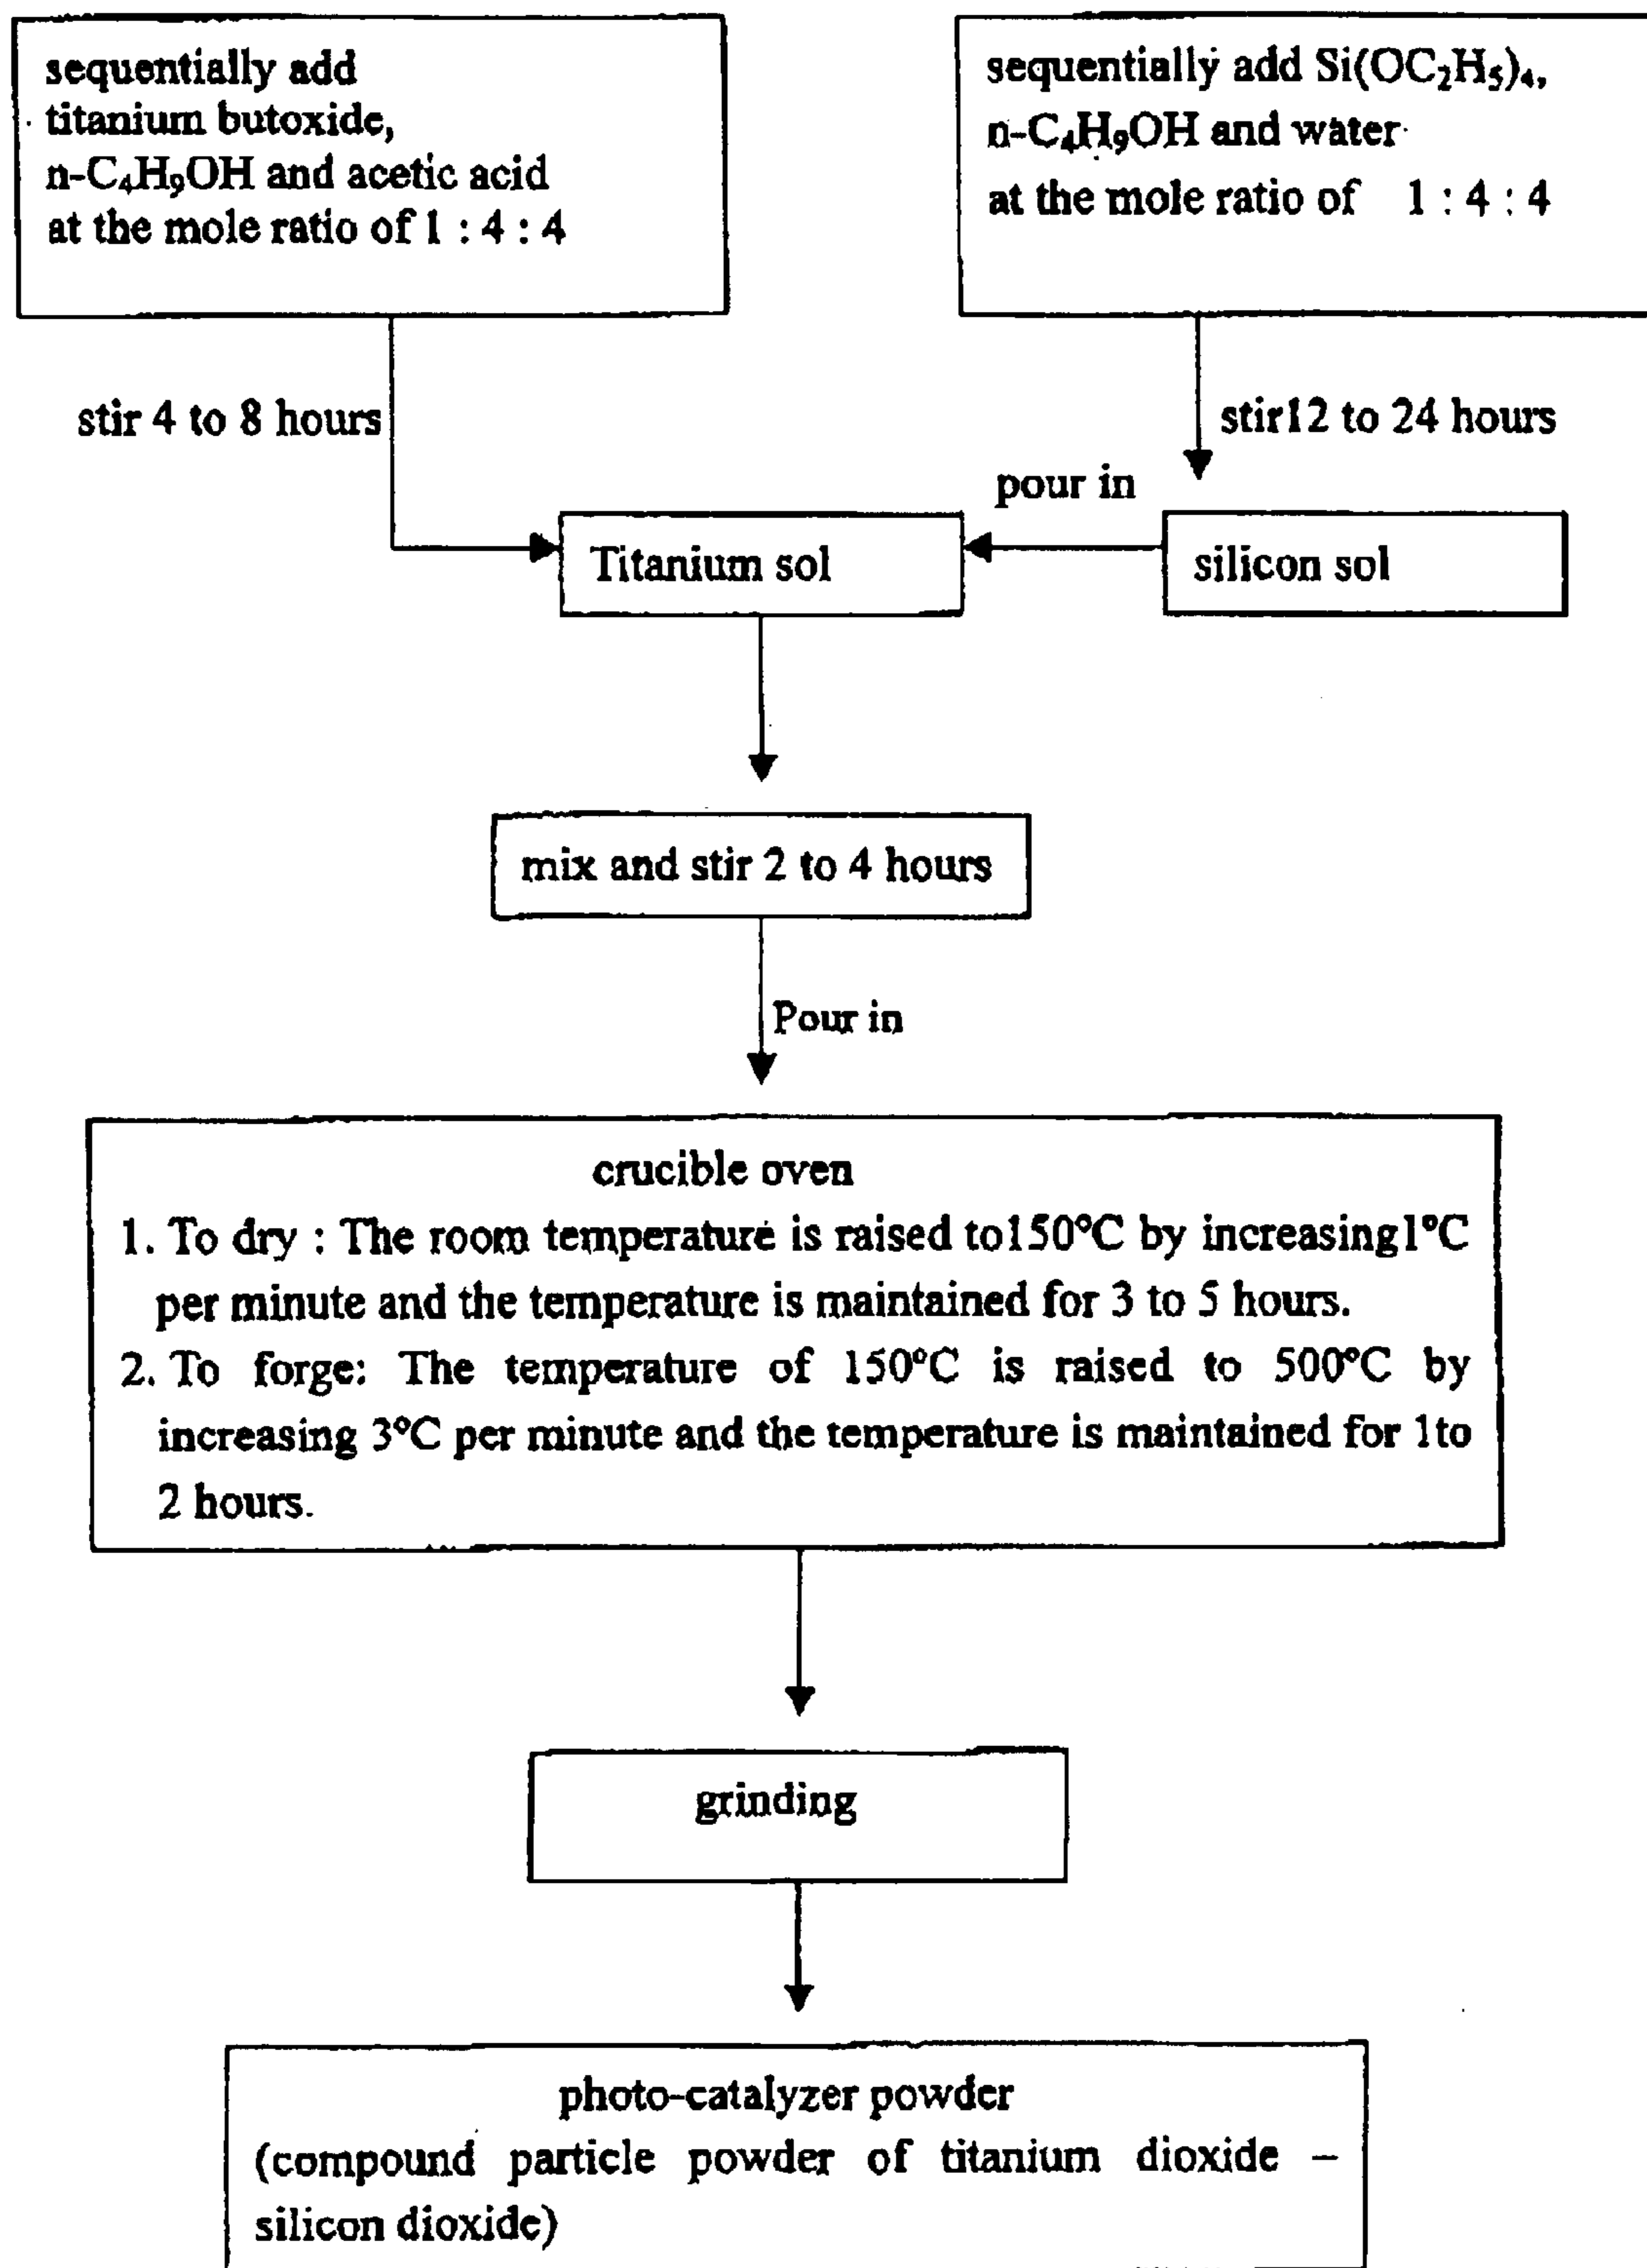 sequentially add
titanium butoxide,
n-C₄H₉OH and acetic acid
at the mole ratio of 1 : 4 : 4
sequentially add Si(OC₂H₅)₄,
n-C₄H₉OH and water
at the mole ratio of 1 : 4 : 4
stir 4 to 8 hours
stir12 to 24 hours
pour in
Titanium sol
silicon sol
mix and stir 2 to 4 hours
Pour in
crucible oven
1. To dry : The room temperature is raised to150°C by increasing1°C
per minute and the temperature is maintained for 3 to 5 hours.
2. To forge: The temperature of 150°C is raised to 500°C by
increasing 3°C per minute and the temperature is maintained for 1to
2 hours.
grinding
photo-catalyzer powder
(compound particle powder of titanium dioxide –
silicon dioxide)